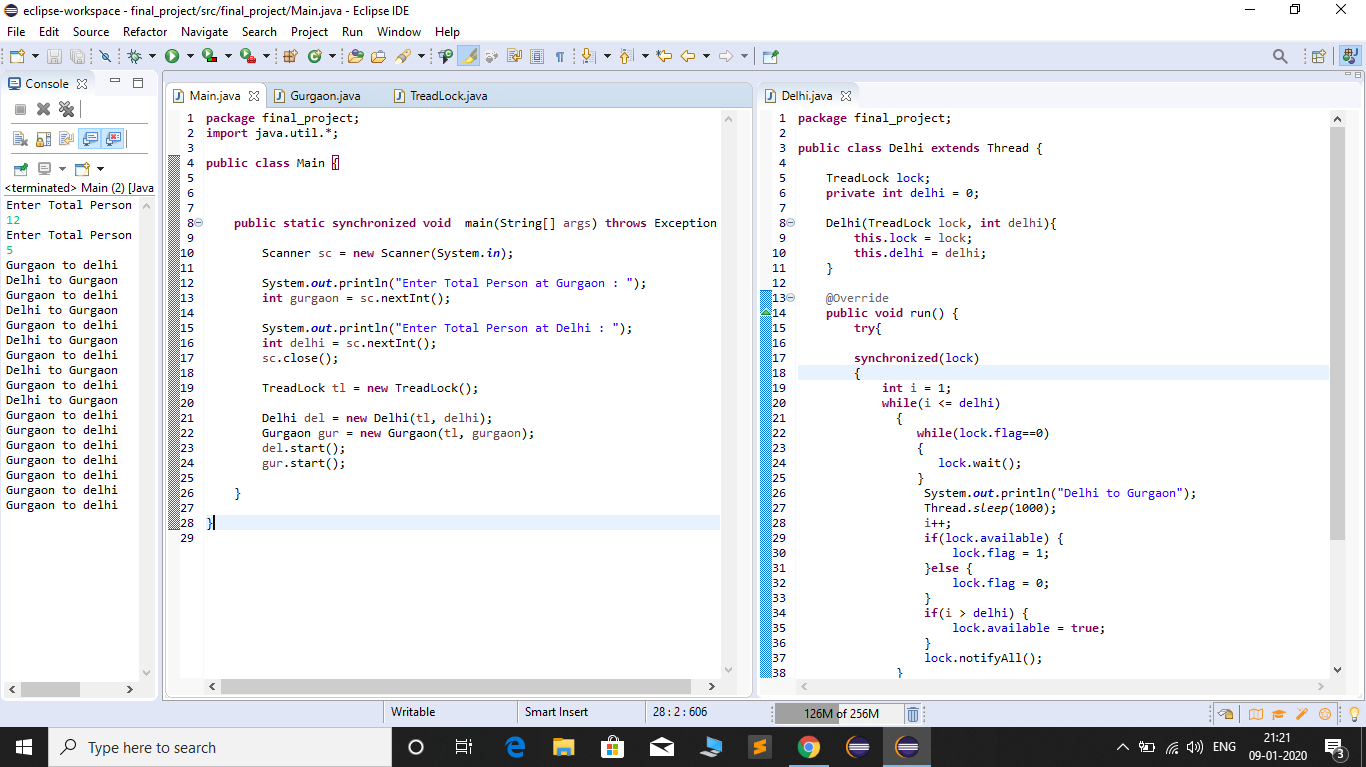 eclipse-workspace - final_project/src/final_project/Main.java - Eclipse IDE
File Edit Source Refactor Navigate Search Project Run Window Help
Console
<terminated> Main (2) [Java
Enter Total Person
12
Enter Total Person
5
Gurgaon to delhi
Delhi to Gurgaon
Gurgaon to delhi
Delhi to Gurgaon
Gurgaon to delhi
Delhi to Gurgaon
Gurgaon to delhi
Delhi to Gurgaon
Gurgaon to delhi
Delhi to Gurgaon
Gurgaon to delhi
Gurgaon to delhi
Gurgaon to delhi
Gurgaon to delhi
Gurgaon to delhi
Gurgaon to delhi
Gurgaon to delhi
Main.java Gurgaon.java TreadLock.java
1 package final_project;
2 import java.util.*;
3
4 public class Main {
5
6
7
8 public static synchronized void  main(String[] args) throws Exception
9
10 Scanner sc = new Scanner(System.in);
11
12 System.out.println("Enter Total Person at Gurgaon : ");
13 int gurgaon = sc.nextInt();
14
15 System.out.println("Enter Total Person at Delhi : ");
16 int delhi = sc.nextInt();
17 sc.close();
18
19 TreadLock tl = new TreadLock();
20
21 Delhi del = new Delhi(tl, delhi);
22 Gurgaon gur = new Gurgaon(tl, gurgaon);
23 del.start();
24 gur.start();
25
26 }
27
28 }
29
Delhi.java
1 package final_project;
2
3 public class Delhi extends Thread {
4
5 TreadLock lock;
6 private int delhi = 0;
7
8 Delhi(TreadLock lock, int delhi){
9 this.lock = lock;
10 this.delhi = delhi;
11 }
12
13 @Override
14 public void run() {
15 try{
16
17 synchronized(lock)
18 {
19 int i = 1;
20 while(i <= delhi)
21 {
22 while(lock.flag==0)
23 {
24 lock.wait();
25 }
26 System.out.println("Delhi to Gurgaon");
27 Thread.sleep(1000);
28 i++;
29 if(lock.available) {
30 lock.flag = 1;
31 }else {
32 lock.flag = 0;
33 }
34 if(i > delhi) {
35 lock.available = true;
36 }
37 lock.notifyAll();
38 }
Writable Smart Insert 28 : 2 : 606 126M of 256M
Type here to search
ENG
21:21
09-01-2020
3